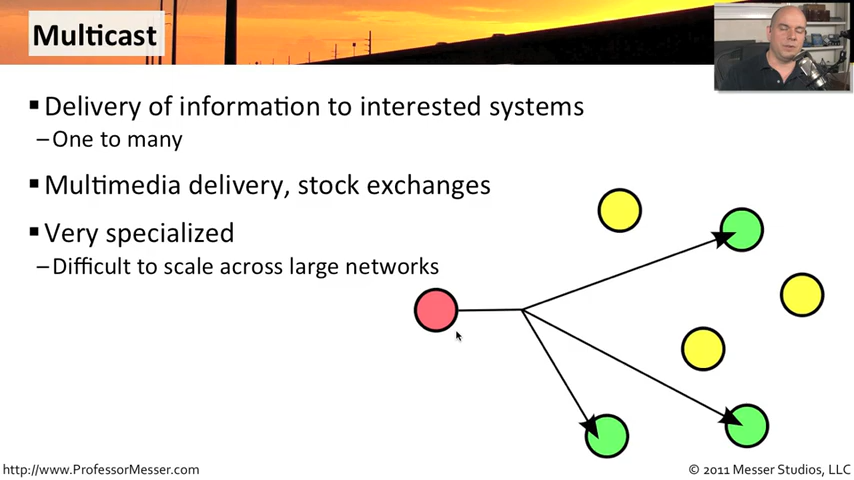 Multicast
▪ Delivery of information to interested systems
–One to many
▪ Multimedia delivery, stock exchanges
▪ Very specialized
–Difficult to scale across large networks
http://www.ProfessorMesser.com
© 2011 Messer Studios, LLC